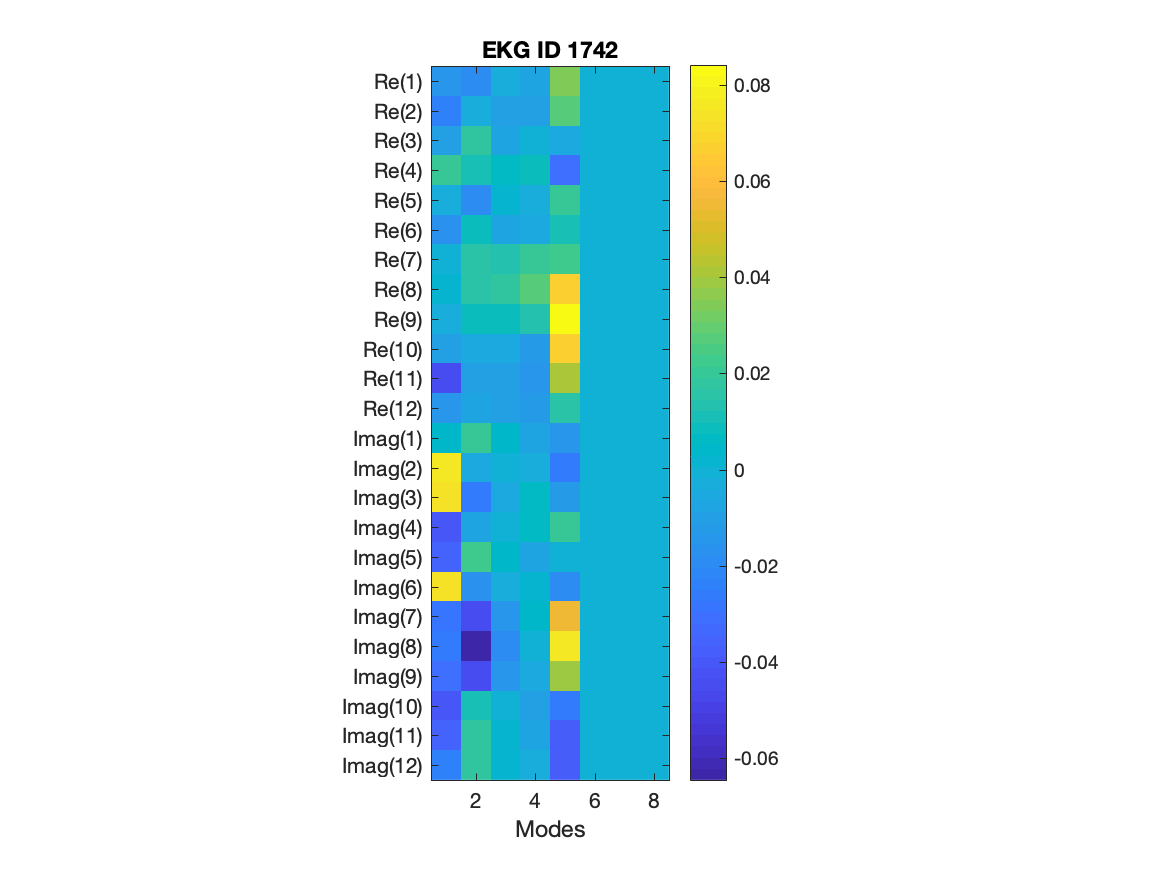 EKG ID 1742
Re(1)
Re(2)
Re(3)
Re(4)
Re(5)
Re(6)
Re(7)
Re(8)
Re(9)
Re(10)
Re(11)
Re(12)
Imag(1)
Imag(2)
Imag(3)
Imag(4)
Imag(5)
Imag(6)
Imag(7)
Imag(8)
Imag(9)
Imag(10)
Imag(11)
Imag(12)
2 4 6 8
Modes
0.08
0.06
0.04
0.02
0
-0.02
-0.04
-0.06